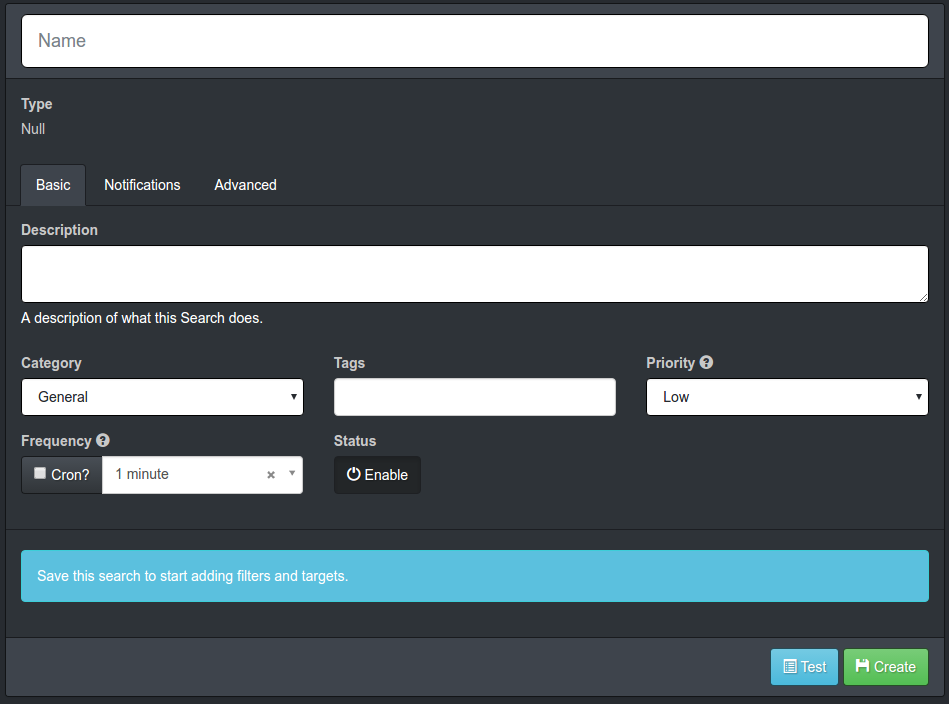 Name
Type
Null
Basic Notifications Advanced
Description
A description of what this Search does.
Category Tags Priority
General Low
Frequency Status
Cron? 1 minute Enable
Save this search to start adding filters and targets.
Test Create